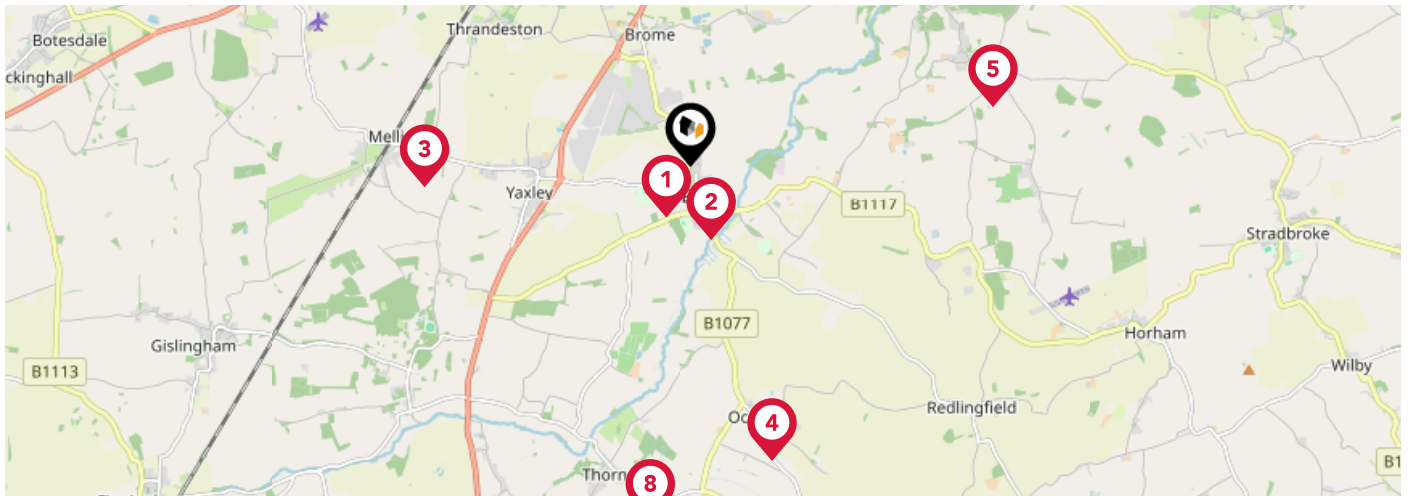 Thrandeston
Brome
Botesdale
ckinghall
5
Melli
3
1
Yaxley
2
B1117
Stradbroke
B1077
Horham
Gislingham
B1113
Wilby
Redlingfield
Oc
4
B1
Thorn
8